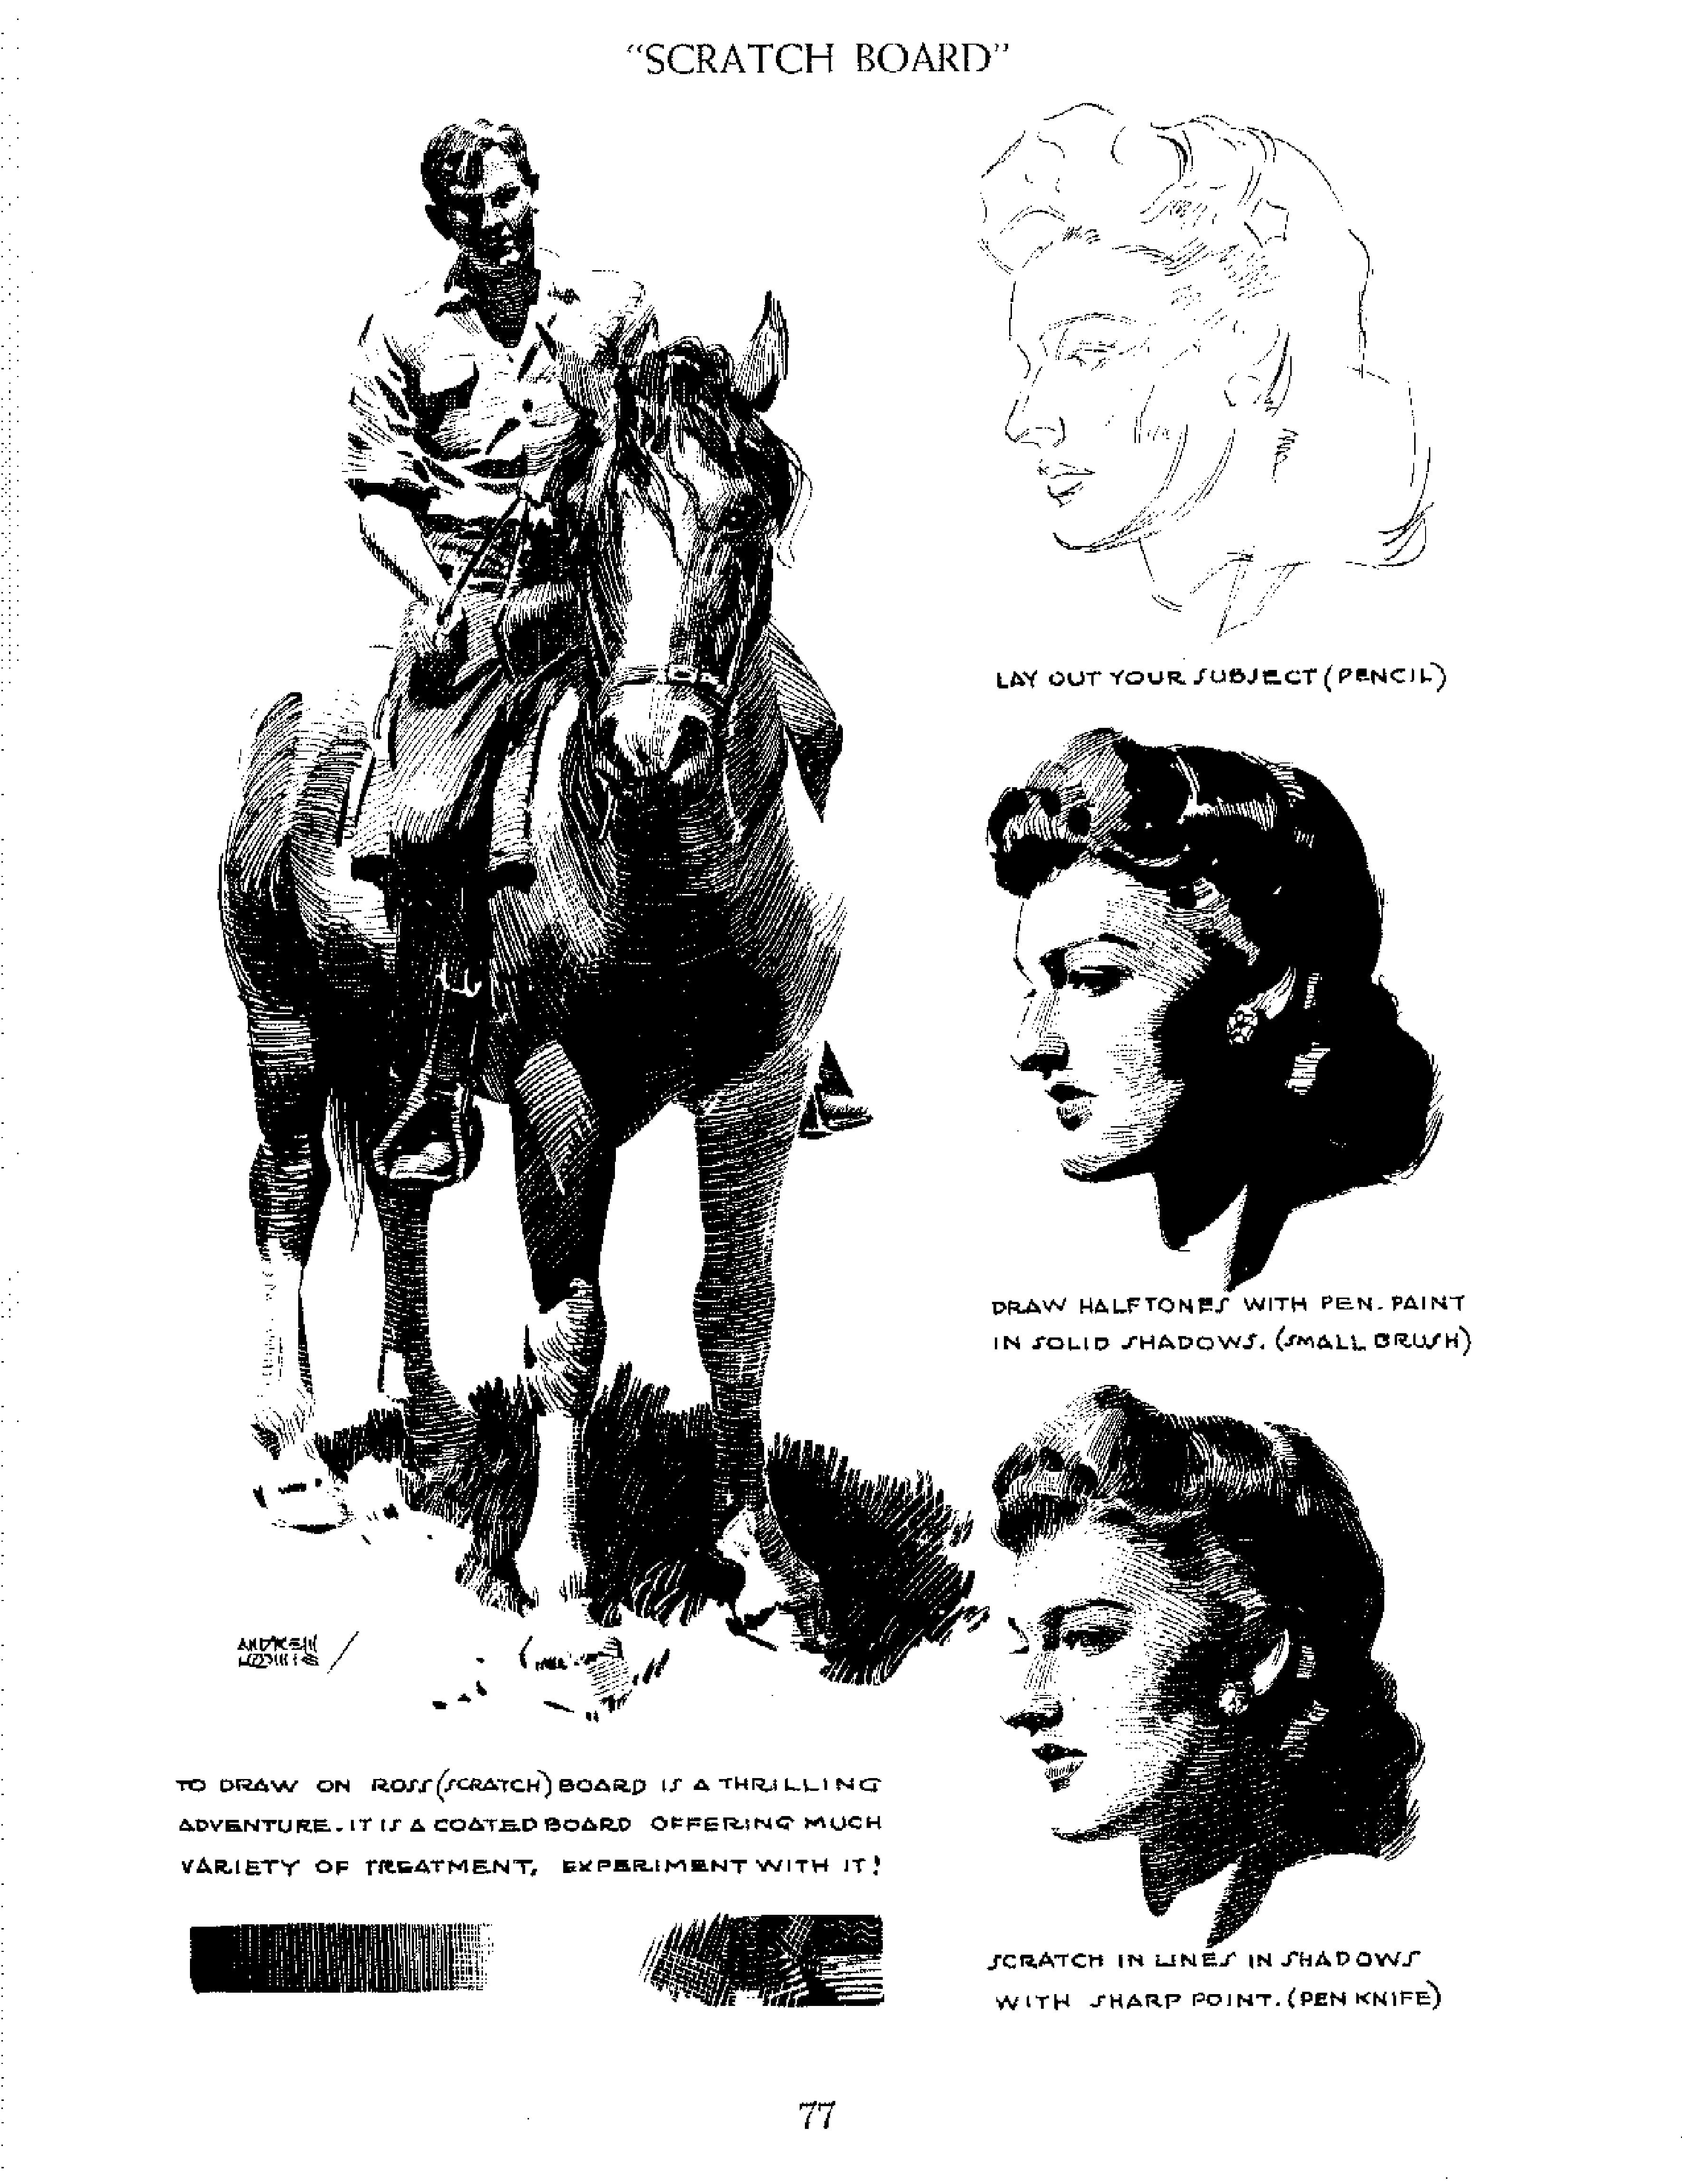 “SCRATCH BOARD”
LAY OUT YOUR SUBJECT (PENCIL)
DRAW HALFTONES WITH PEN. PAINT
IN SOLID SHADOWS. (SMALL BRUSH)
ANDREW
LOOMIS
TO DRAW ON ROSS (SCRATCH) BOARD IS A THRILLING
ADVENTURE. IT IS A COATED BOARD OFFERING MUCH
VARIETY OF TREATMENT, EXPERIMENT WITH IT!
SCRATCH IN LINES IN SHADOWS
WITH SHARP POINT. (PEN KNIFE)
77